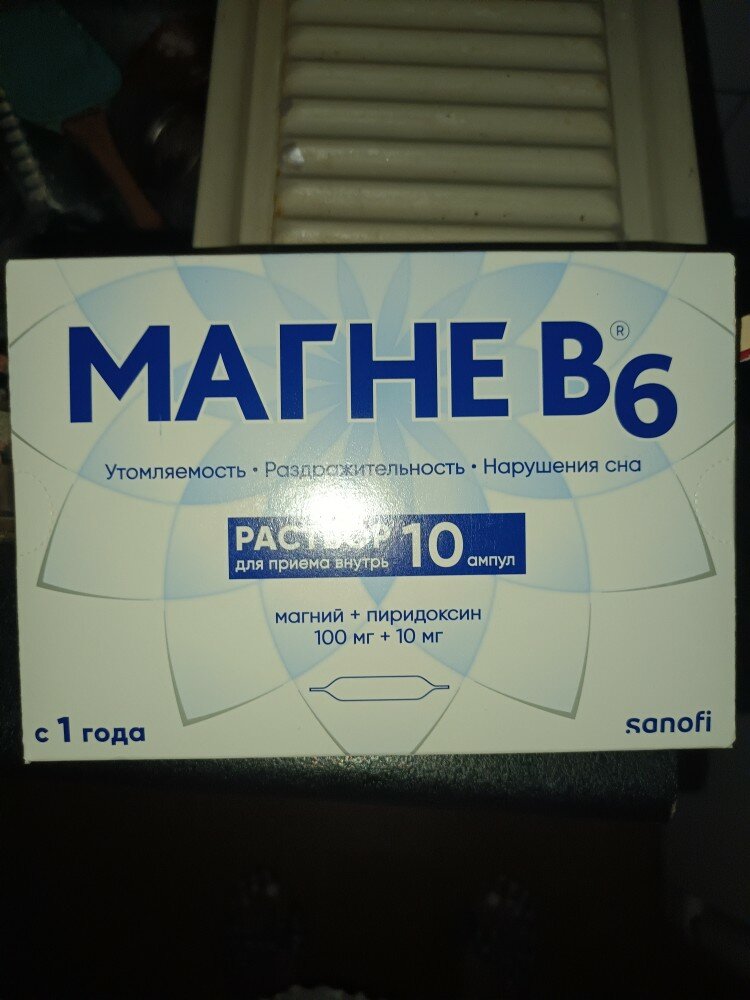 МАГНЕ B6®
Утомляемость • Раздражительность • Нарушения сна
РАСТВОР 10 ампул
для приема внутрь
магний + пиридоксин
100 мг + 10 мг
с 1 года
sanofi